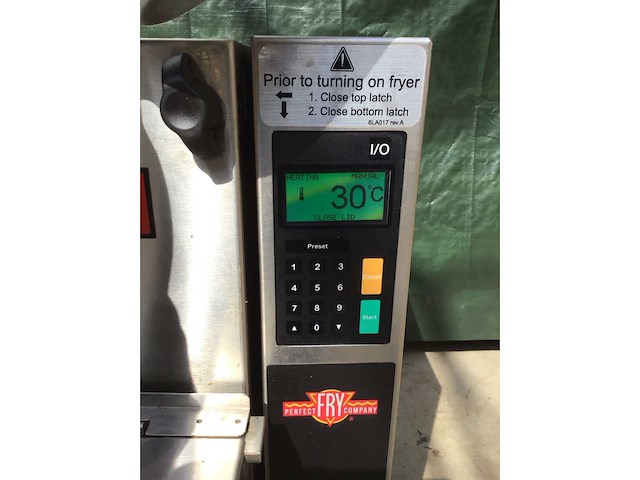 Prior to turning on fryer
1. Close top latch
2. Close bottom latch
6LA017 rev A
I/O
HEATING MANUAL
30°C
CLOSE LID
Preset
1 2 3
Cancel
4 5 6
7 8 9
Start
▲ 0 ▼
PERFECT FRY COMPANY
®